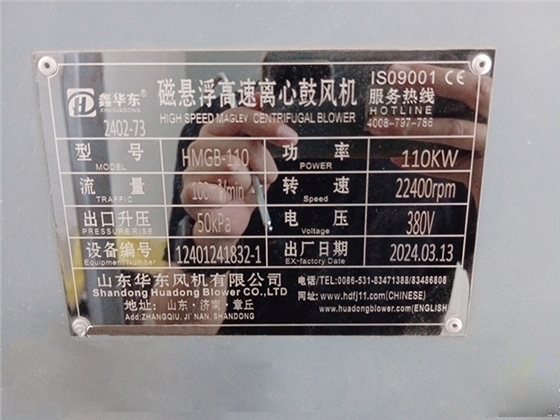 鑫华东®
XINHUADONG
2402-73
磁悬浮高速离心鼓风机
HIGH SPEED MAGLEV CENTRIFUGAL BLOWER
ISO9001 CE
服务热线
HOTLINE
4008-797-786
型号 HMGB-110 功率 110KW
MODEL POWER
流量 100m³/min 转速 22400rpm
TRAFFIC Speed
出口升压 50kPa 电压 380V
PRESSURE RISE
设备编号 12401241832-1 出厂日期 2024.03.13
Equipment Number EX-factory Date
山东华东风机有限公司
Shandong Huadong Blower CO.,LTD
地址：山东·济南·章丘
Add:ZHANGQIU,JI'NAN,SHANDONG
电话/TEL:0086-531-83471388/83486808
网址:www.hdfj11.com(CHINESE)
www.huadongblower.com(ENGLISH)